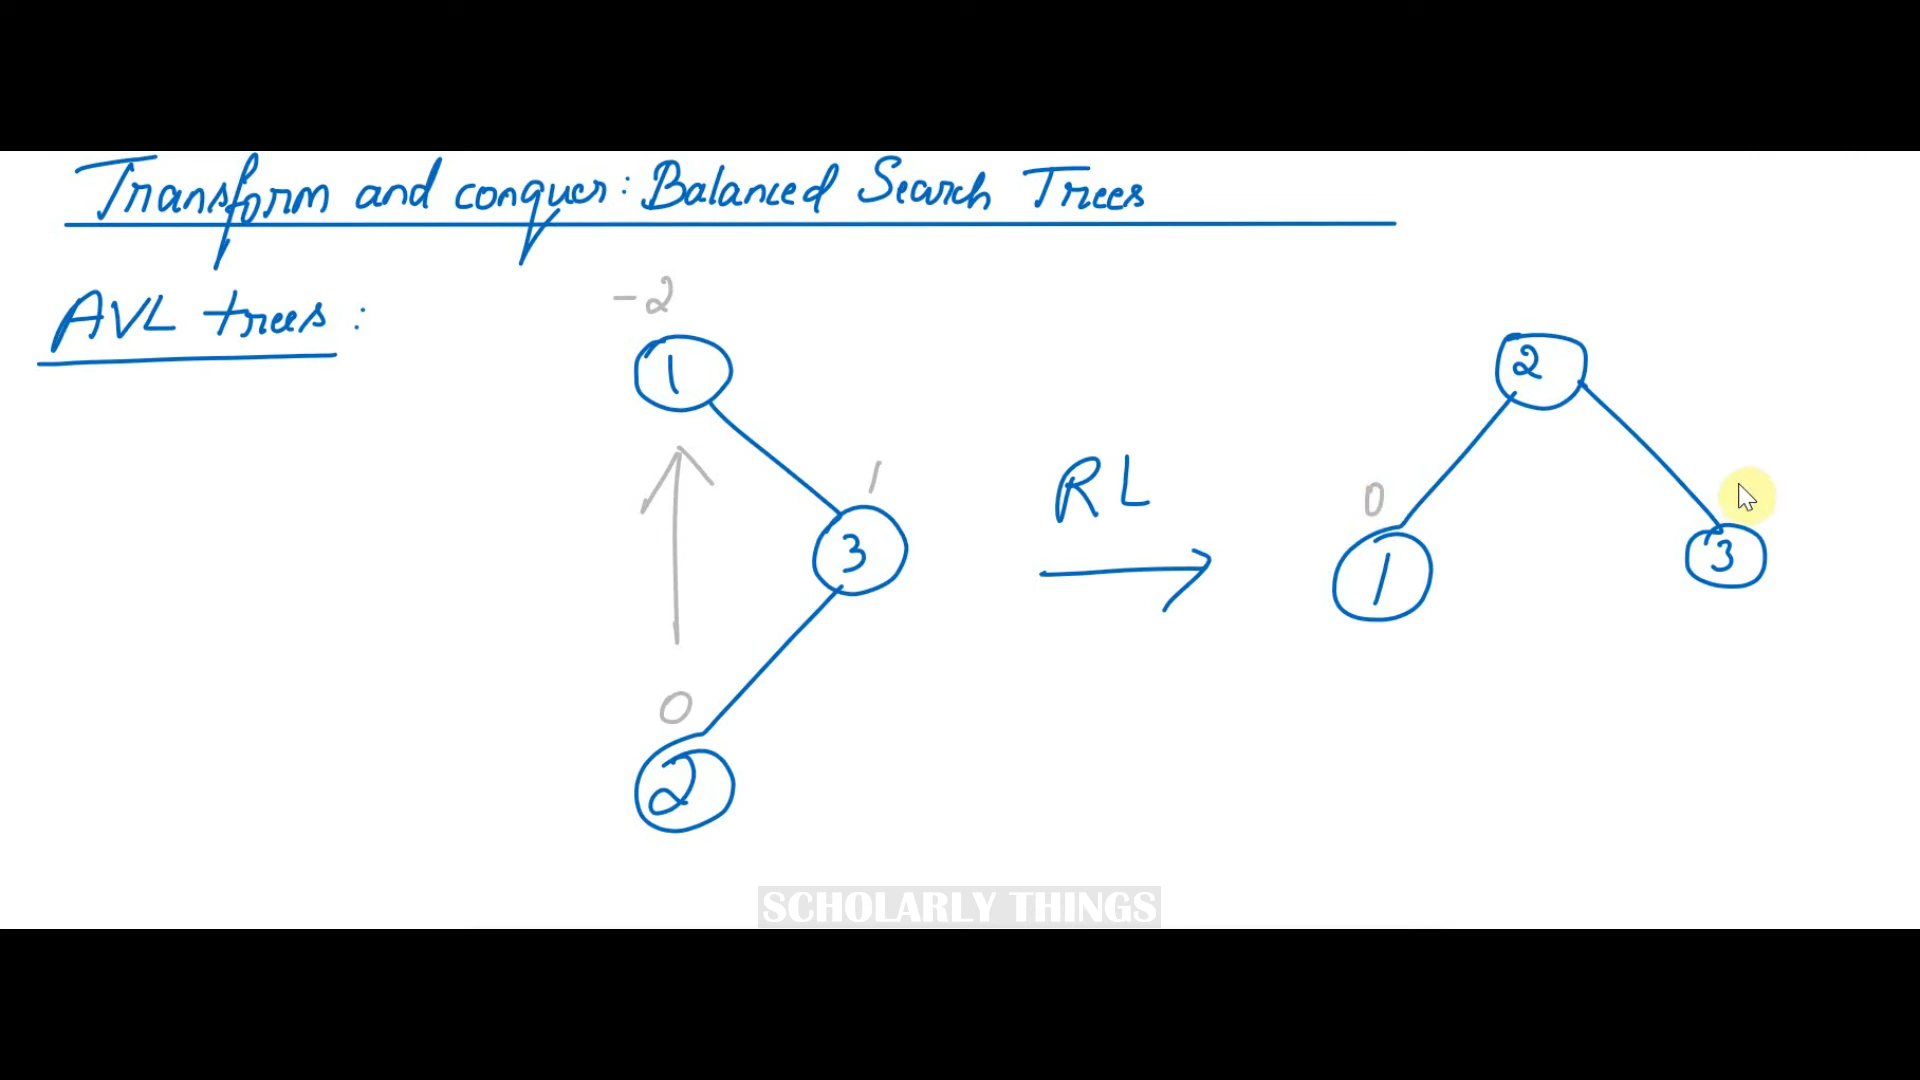 Transform and conquer: Balanced Search Trees
AVL trees:
-2
1
1
3
0
2
RL
2
0
1
3
SCHOLARLY THINGS